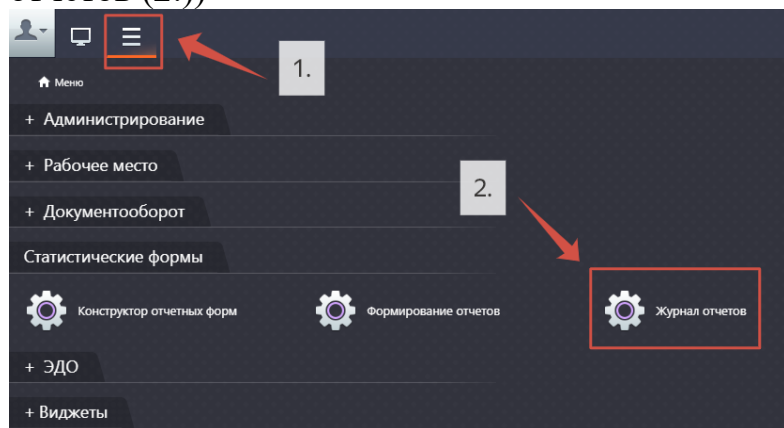 1.
Меню
+ Администрирование
+ Рабочее место
2.
+ Документооборот
Статистические формы
Конструктор отчетных форм
Формирование отчетов
Журнал отчетов
+ ЭДО
+ Виджеты